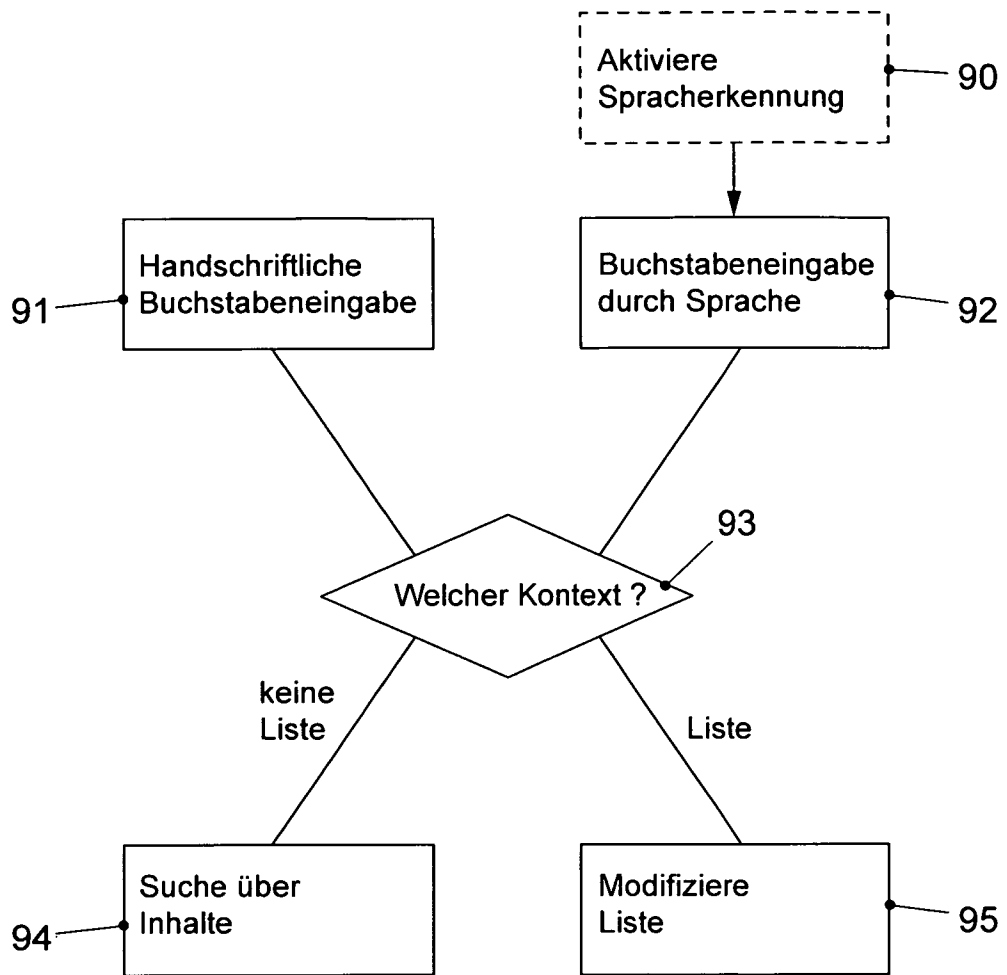 Aktiviere
Spracherkennung
90
Handschriftliche
Buchstabeneingabe
91
Buchstabeneingabe
durch Sprache
92
93
Welcher Kontext ?
keine
Liste
Liste
Suche über
Inhalte
94
Modifiziere
Liste
95